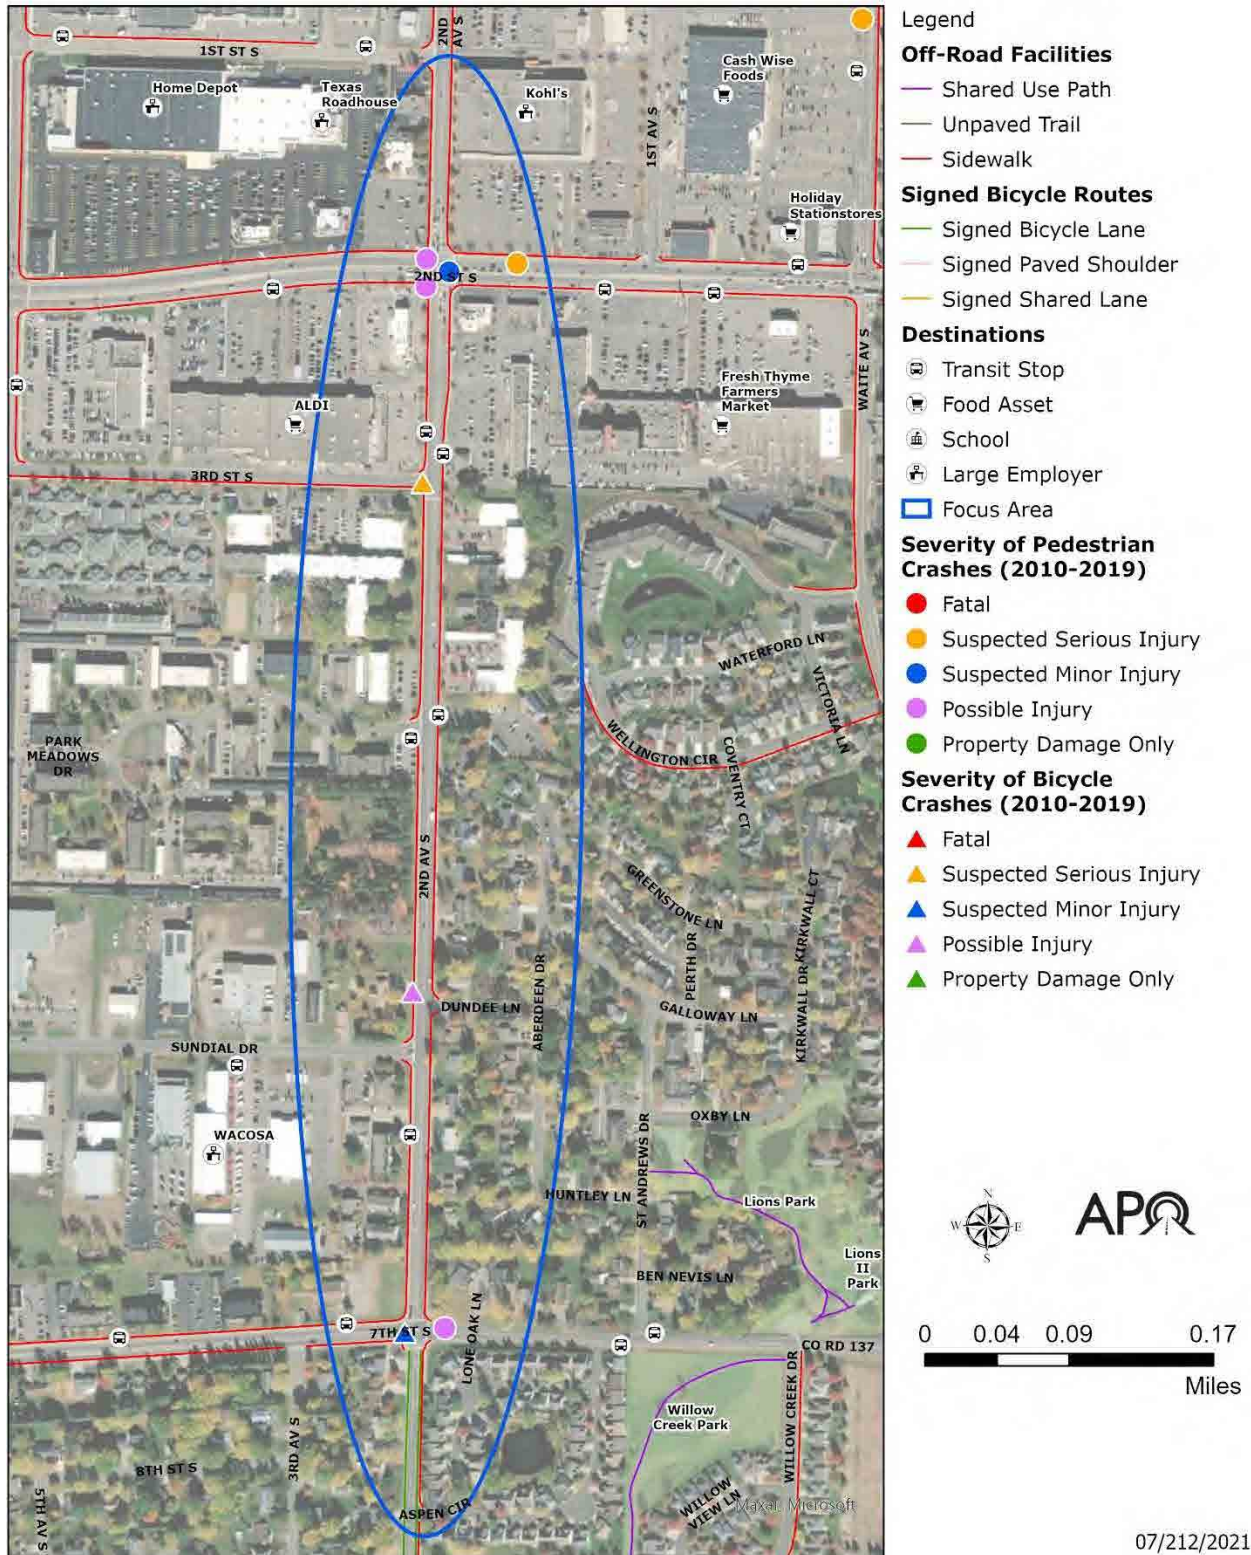 2ND
AV S
1ST ST S
Home Depot
Texas
Roadhouse
Kohl's
Cash Wise
Foods
1ST AV S
Holiday
Stationstores
2ND ST S
WAITE AV S
ALDI
Fresh Thyme
Farmers
Market
3RD ST S
WATERFORD LN
VICTORIA LN
WELLINGTON CIR
COVENTRY CT
PARK
MEADOWS
DR
2ND AV S
GREENSTONE LN
KIRKWALL CT
PERTH DR
KIRKWALL DR
ABERDEEN DR
DUNDEE LN
GALLOWAY LN
SUNDIAL DR
OXBY LN
WACOSA
ST ANDREWS DR
HUNTLEY LN
Lions Park
Lions
II
Park
BEN NEVIS LN
LONE OAK LN
7TH ST S
CO RD 137
WILLOW CREEK DR
Willow
Creek Park
3RD AV S
8TH ST S
5TH AV S
ASPEN CIR
WILLOW
VIEW LN
Maxar, Microsoft
Legend
Off-Road Facilities
Shared Use Path
Unpaved Trail
Sidewalk
Signed Bicycle Routes
Signed Bicycle Lane
Signed Paved Shoulder
Signed Shared Lane
Destinations
Transit Stop
Food Asset
School
Large Employer
Focus Area
Severity of Pedestrian
Crashes (2010-2019)
Fatal
Suspected Serious Injury
Suspected Minor Injury
Possible Injury
Property Damage Only
Severity of Bicycle
Crashes (2010-2019)
Fatal
Suspected Serious Injury
Suspected Minor Injury
Possible Injury
Property Damage Only
N
W E
S
APO
0 0.04 0.09 0.17
Miles
07/212/2021